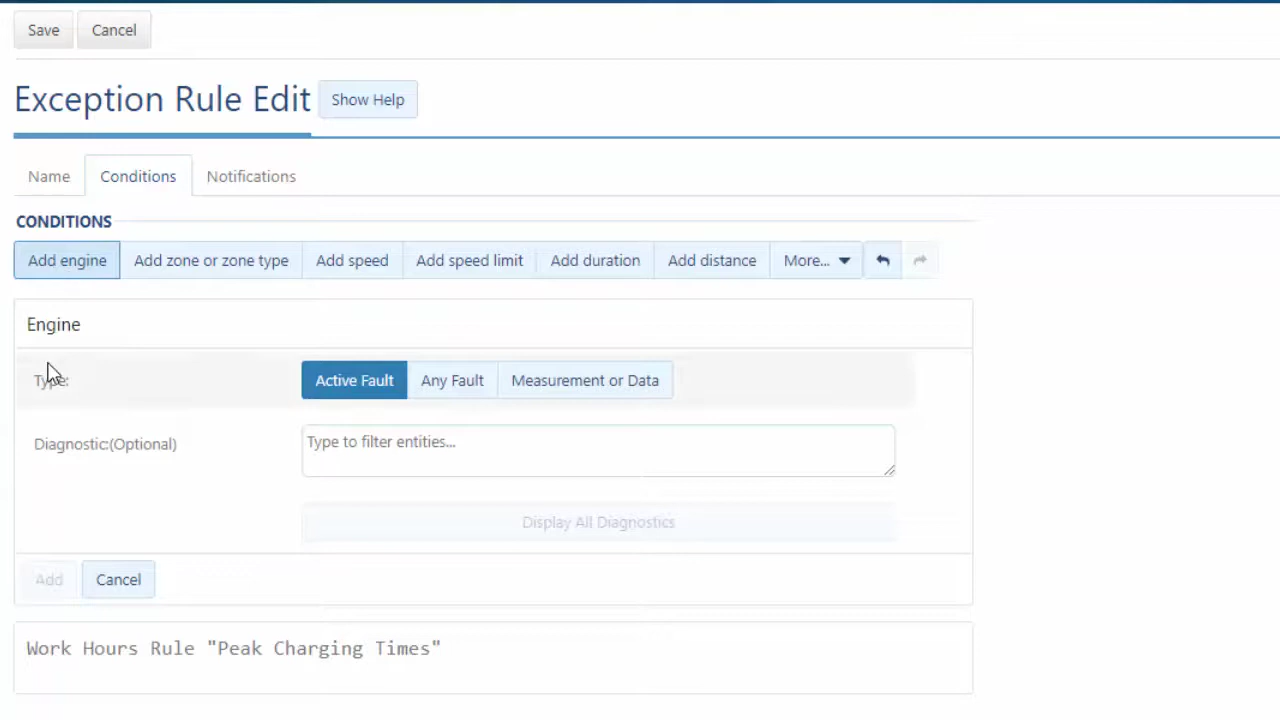 Save Cancel
Exception Rule Edit Show Help
Name Conditions Notifications
CONDITIONS
Add engine Add zone or zone type Add speed Add speed limit Add duration Add distance More...
Engine
Type: Active Fault Any Fault Measurement or Data
Diagnostic:(Optional) Type to filter entities...
Display All Diagnostics
Add Cancel
Work Hours Rule "Peak Charging Times"